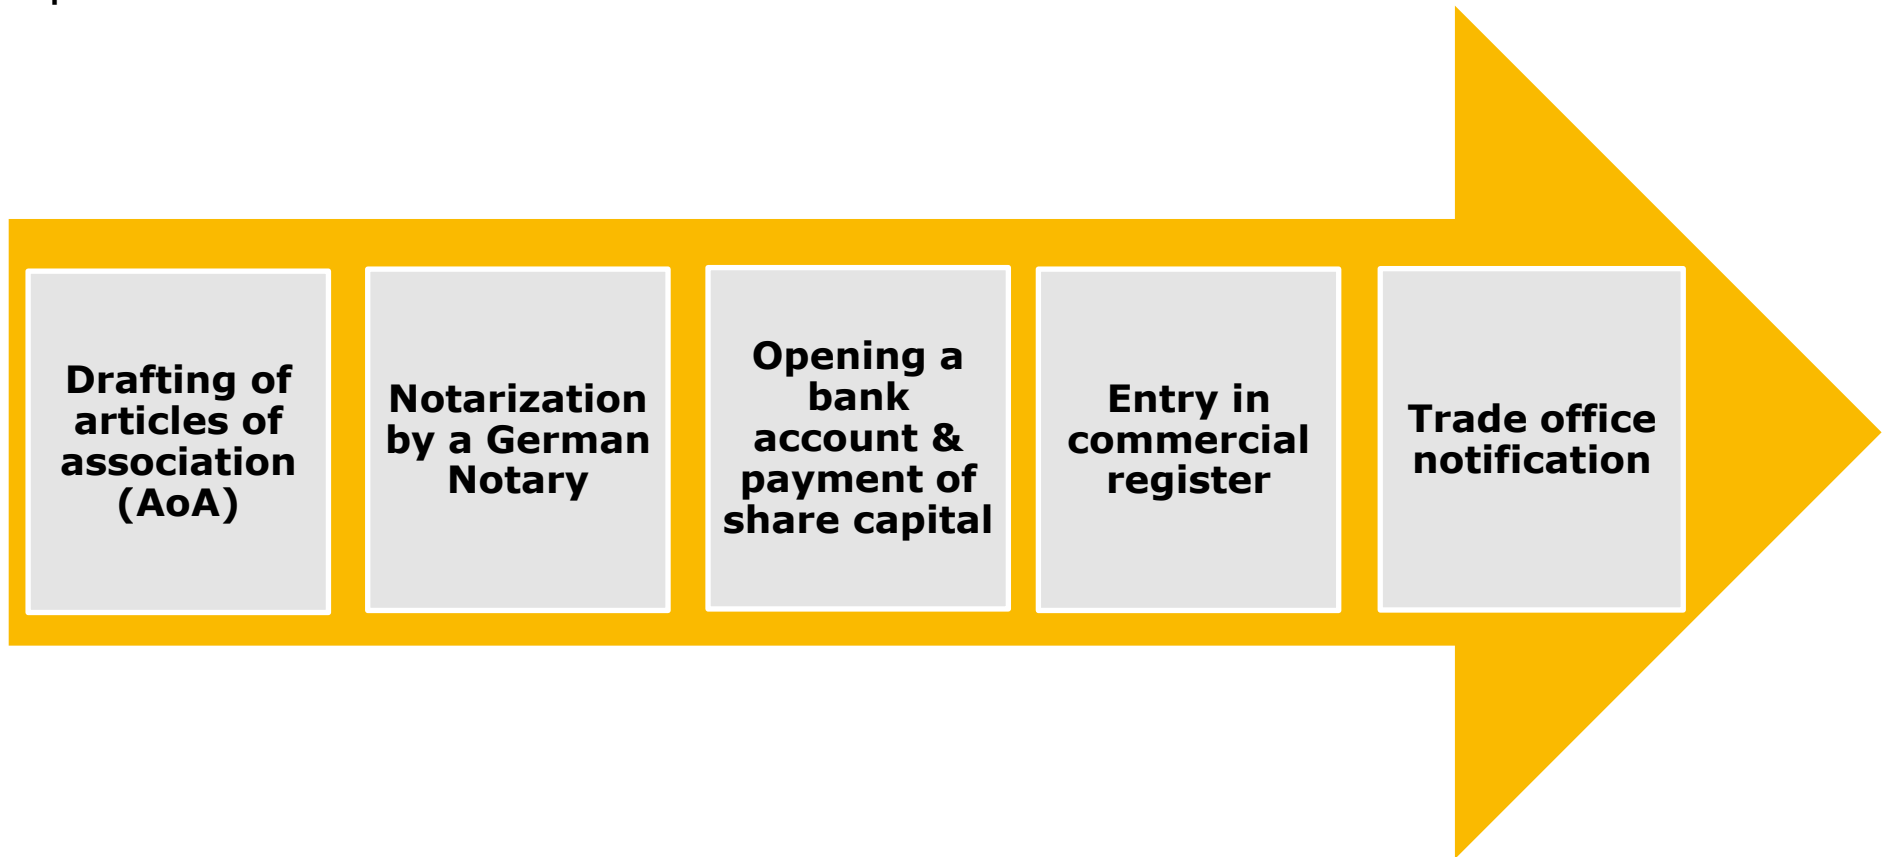 Drafting of
articles of
association
(AoA)
Notarization
by a German
Notary
Opening a
bank
account &
payment of
share capital
Entry in
commercial
register
Trade office
notification